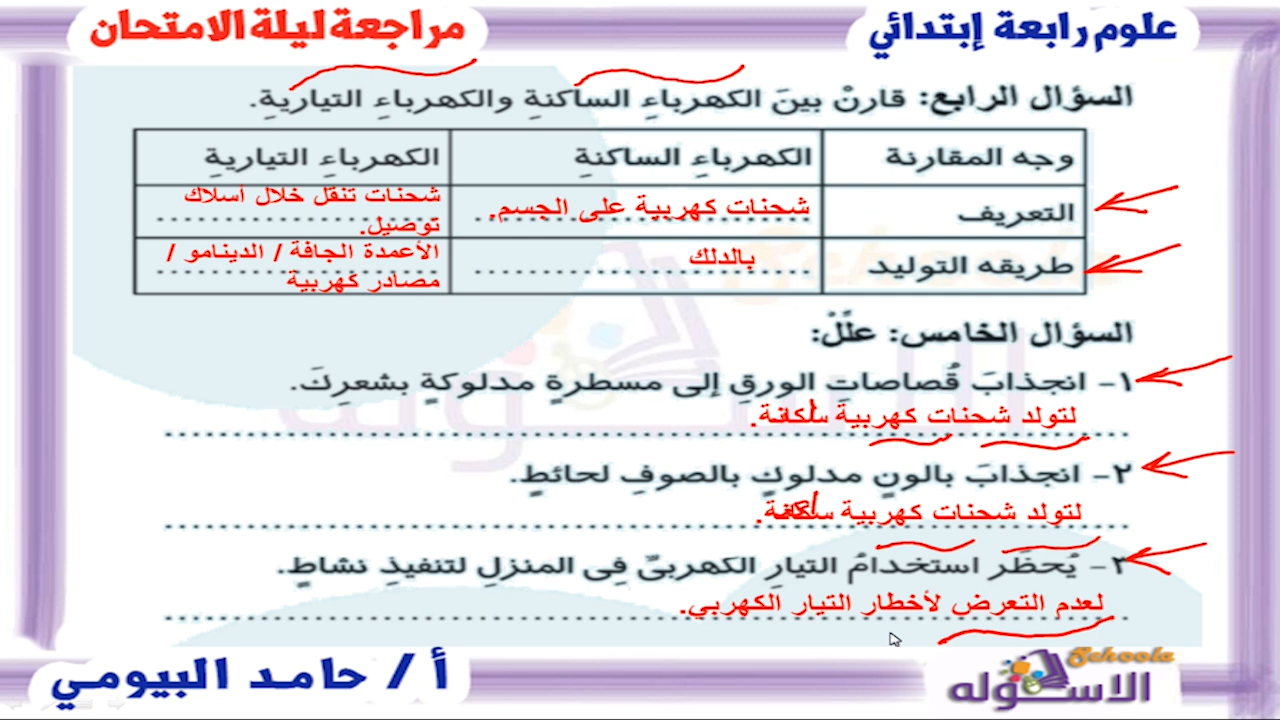 علوم رابعة إبتدائي
مراجعة ليلة الامتحان
السؤال الرابع: قارنْ بينَ الكهرباءِ الساكنةِ والكهرباءِ التياريةِ.
وجه المقارنة
الكهرباءِ الساكنةِ
الكهرباءِ التياريةِ
التعريف
شحنات كهربية على الجسم.
شحنات تنقل خلال أسلاك
توصيل.
طريقه التوليد
بالدلك
الأعمدة الجافة / الدينامو /
مصادر كهربية
السؤال الخامس: علّلْ:
١- انجذابَ قُصاصاتِ الورقِ إلى مسطرةٍ مدلوكةٍ بشعرِكَ.
لتولد شحنات كهربية ساكنة.
٢- انجذابَ بالونٍ مدلوكٍ بالصوفِ لحائطٍ.
لتولد شحنات كهربية ساكنة.
٣- يُحظَر استخدامُ التيارِ الكهربىِّ فِى المنزلِ لتنفيذِ نشاطٍ.
لعدم التعرض لأخطار التيار الكهربي.
أ / حامد البيومي
Schoola
الاسكوله